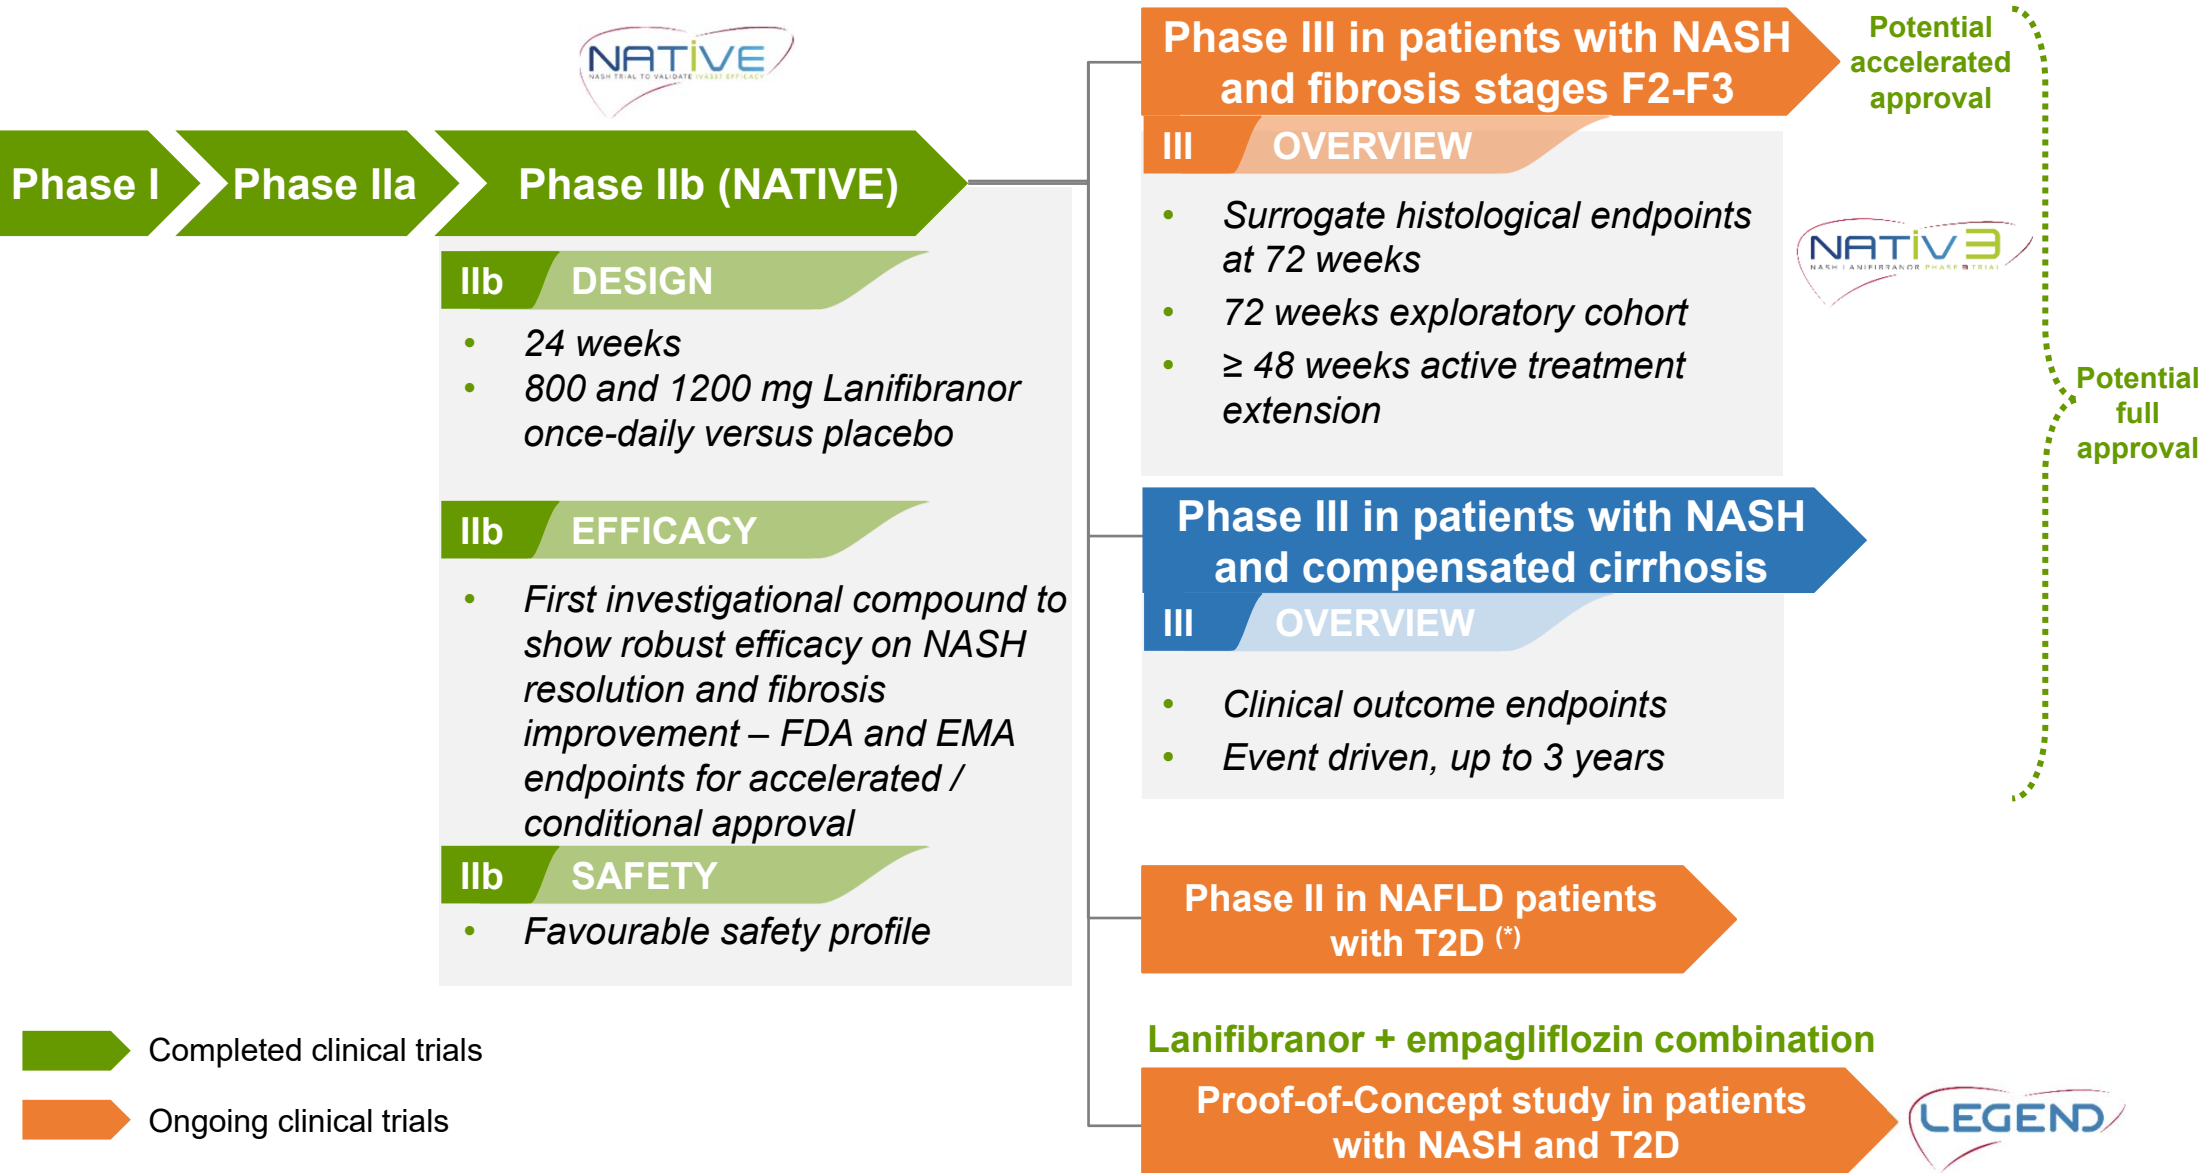 NATiVE
NASH TRIAL TO VALIDATE IVA337 EFFICACY
Phase I
Phase IIa
Phase IIb (NATIVE)
IIb DESIGN
• 24 weeks
• 800 and 1200 mg Lanifibranor
once-daily versus placebo
IIb EFFICACY
• First investigational compound to
show robust efficacy on NASH
resolution and fibrosis
improvement – FDA and EMA
endpoints for accelerated /
conditional approval
IIb SAFETY
• Favourable safety profile
Completed clinical trials
Ongoing clinical trials
Phase III in patients with NASH
and fibrosis stages F2-F3
Potential
accelerated
approval
III OVERVIEW
• Surrogate histological endpoints
at 72 weeks
• 72 weeks exploratory cohort
• ≥ 48 weeks active treatment
extension
NATiV3
NASH LANIFIBRANOR PHASE 3 TRIAL
Potential
full
approval
Phase III in patients with NASH
and compensated cirrhosis
III OVERVIEW
• Clinical outcome endpoints
• Event driven, up to 3 years
Phase II in NAFLD patients
with T2D (*)
Lanifibranor + empagliflozin combination
Proof-of-Concept study in patients
with NASH and T2D
LEGEND